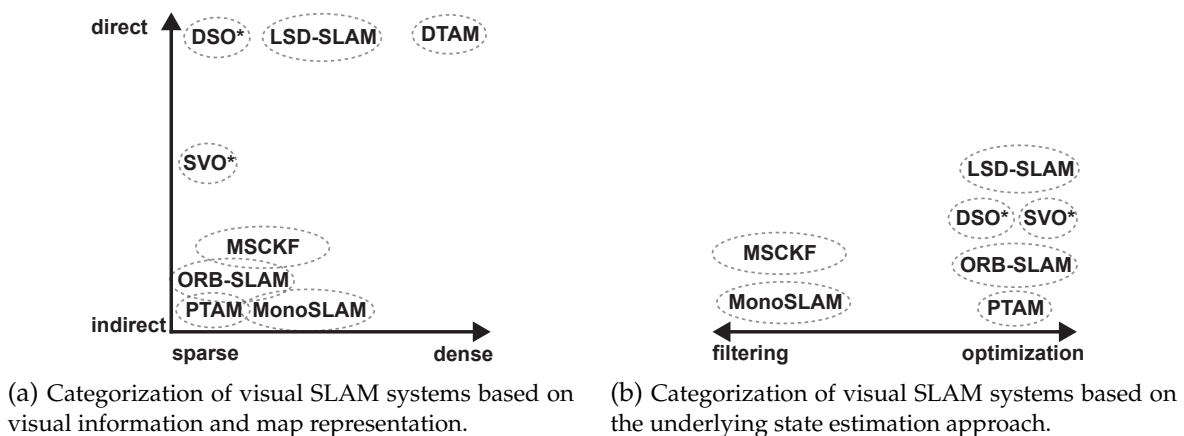 direct
DSO*
LSD-SLAM
DTAM
SVO*
MSCKF
ORB-SLAM
PTAM
MonoSLAM
indirect
sparse
dense
(a) Categorization of visual SLAM systems based on
visual information and map representation.
LSD-SLAM
DSO*
SVO*
MSCKF
ORB-SLAM
MonoSLAM
PTAM
filtering
optimization
(b) Categorization of visual SLAM systems based on
the underlying state estimation approach.